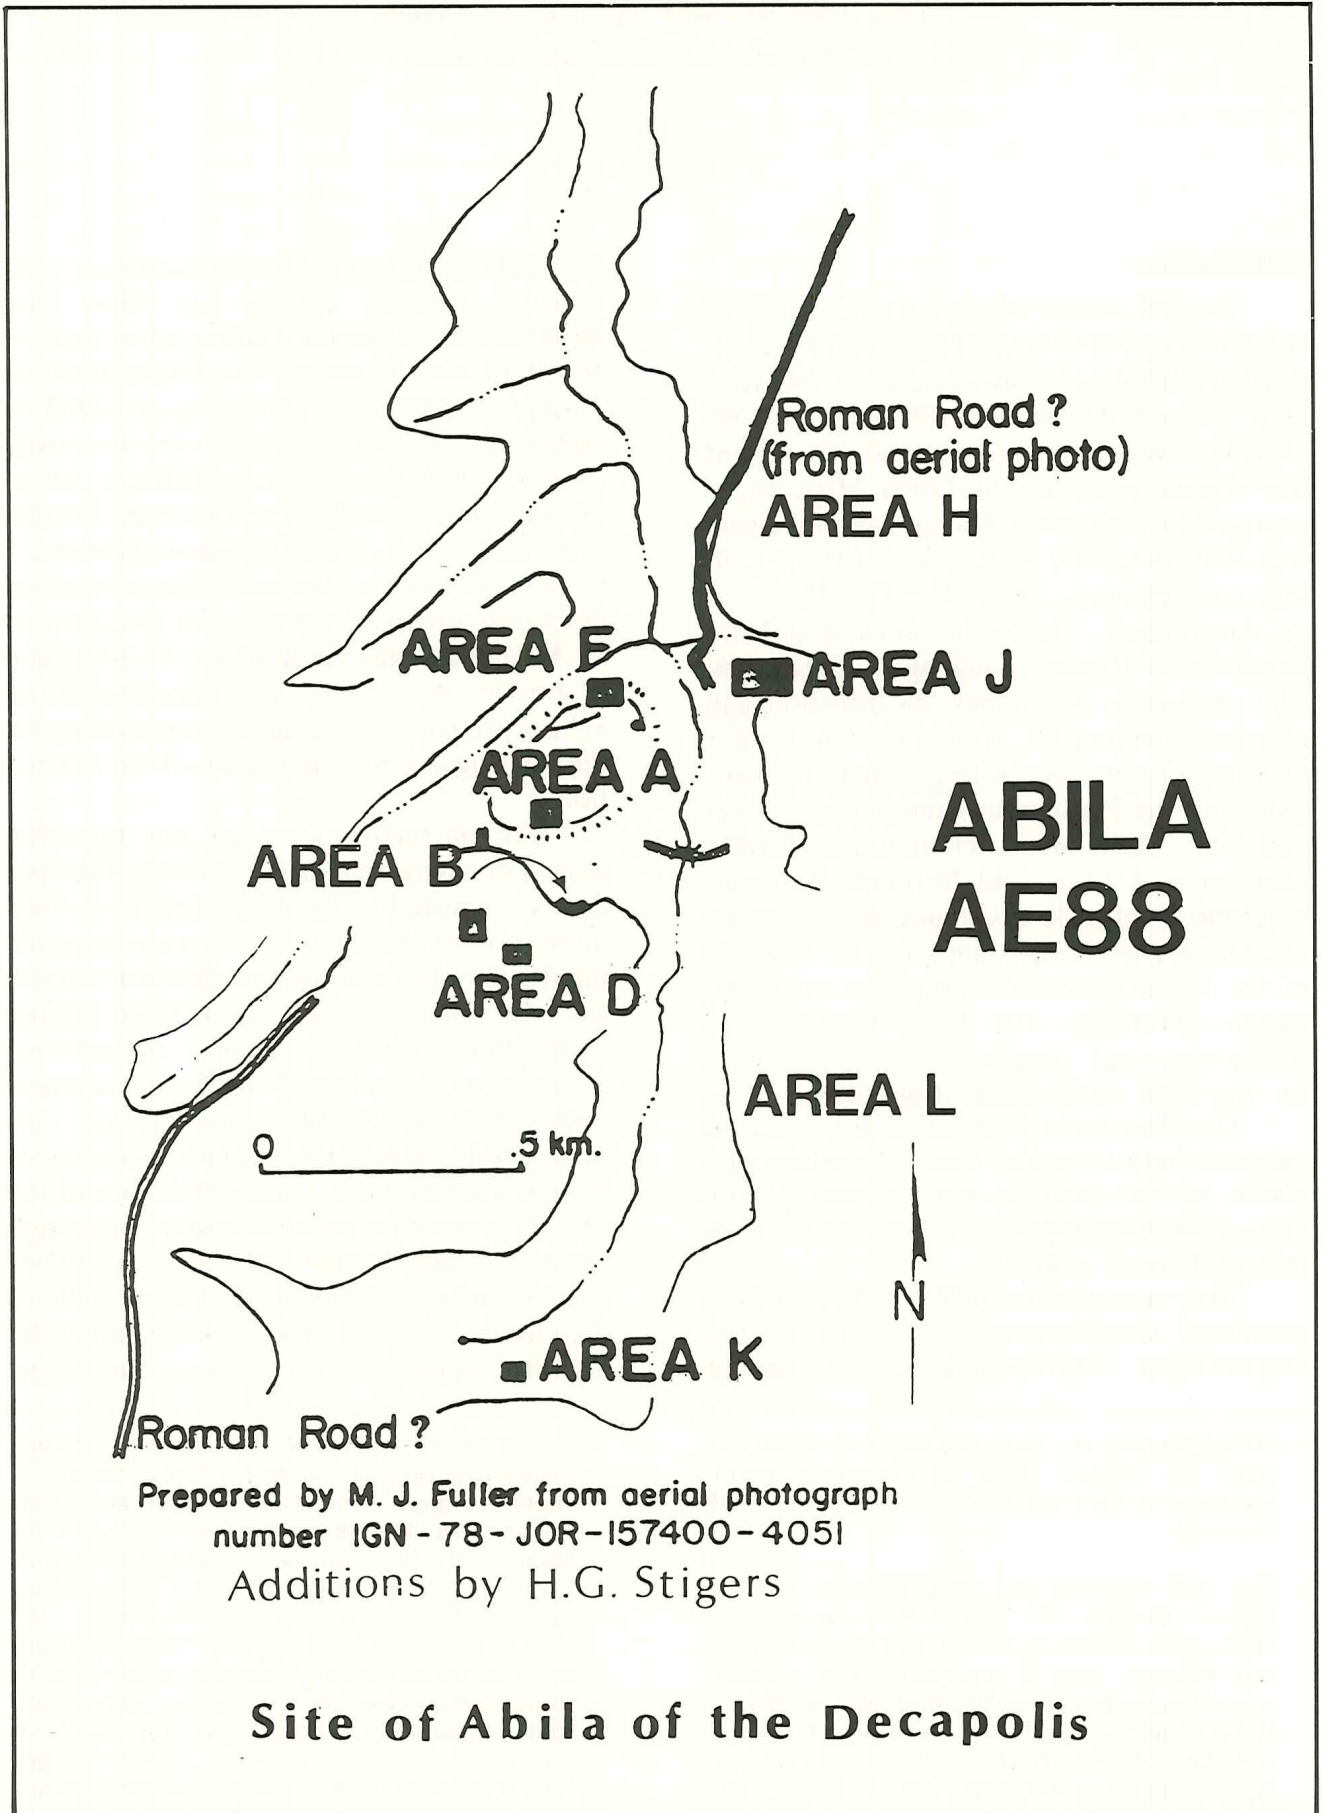 Roman Road ?
(from aerial photo)
AREA H
AREA E
AREA J
AREA A
ABILA
AE88
AREA B
AREA D
AREA L
0 .5 km.
N
AREA K
Roman Road ?
Prepared by M. J. Fuller from aerial photograph
number IGN-78-JOR-157400-4051
Additions by H.G. Stigers
Site of Abila of the Decapolis